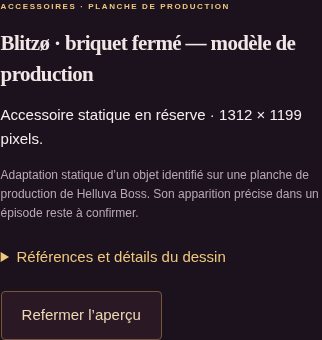 ACCESSOIRES · PLANCHE DE PRODUCTION
Blitzø · briquet fermé — modèle de
production
Accessoire statique en réserve · 1312 × 1199
pixels.
Adaptation statique d’un objet identifié sur une planche de
production de Helluva Boss. Son apparition précise dans un
épisode reste à confirmer.
Références et détails du dessin
Refermer l’aperçu